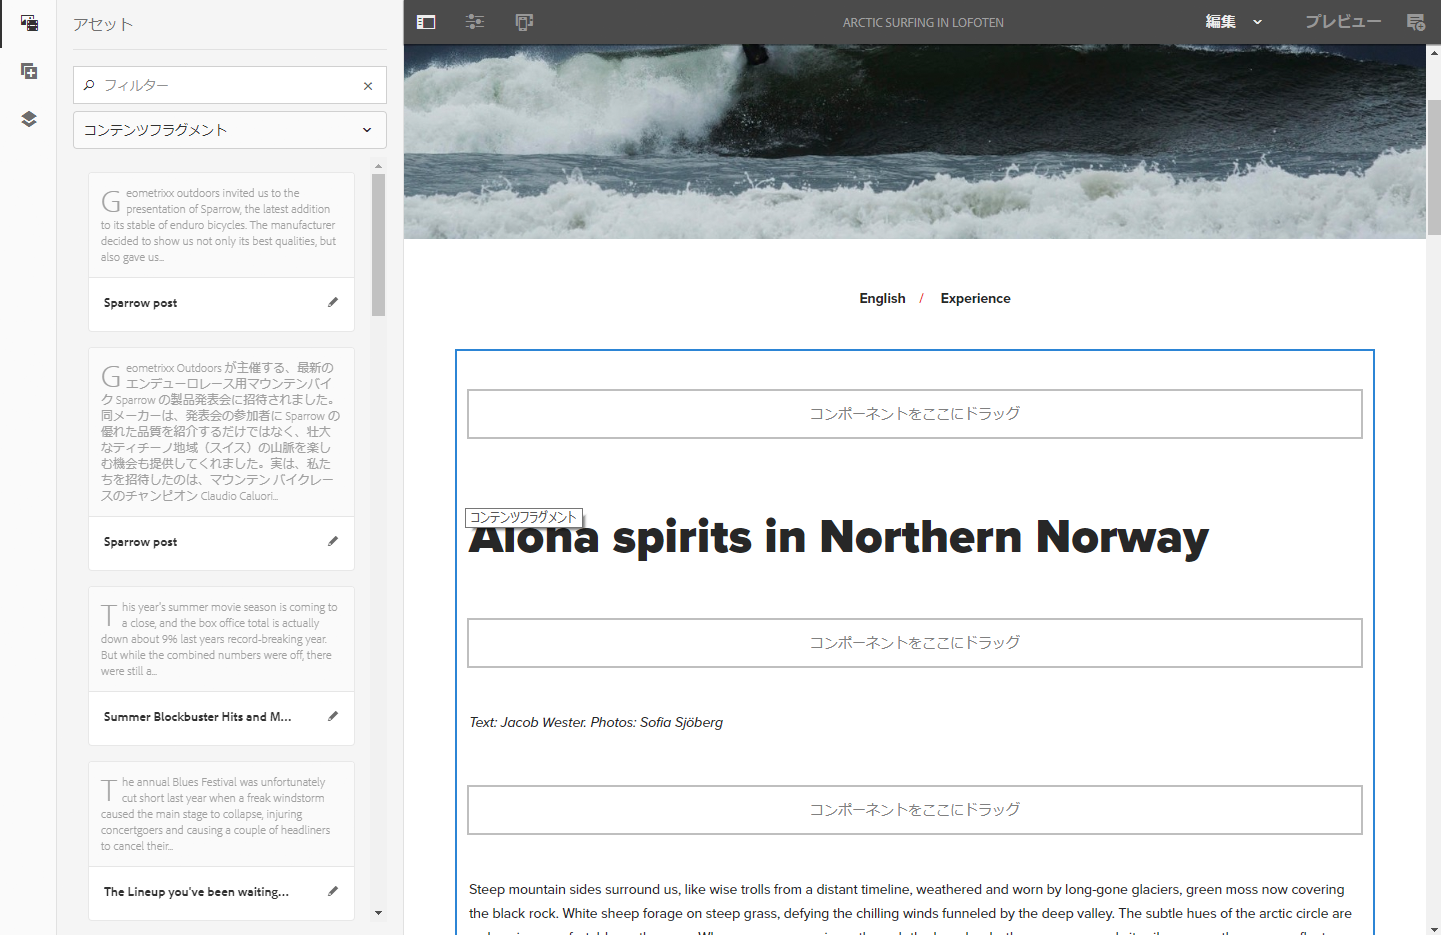 アセット
フィルター
コンテンツフラグメント
Geometrixx outdoors invited us to the
presentation of Sparrow, the latest addition
to its stable of enduro bicycles. The manufacturer
decided to show us not only its best qualities, but
also gave us...
Sparrow post
Geometrixx Outdoors が主催する、最新の
エンデューロレース用マウンテンバイ
ク Sparrow の製品発表会に招待されました。
同メーカーは、発表会の参加者に Sparrow の
優れた品質を紹介するだけではなく、壮大
なティチーノ地域（スイス）の山脈を楽し
む機会も提供してくれました。実は、私た
ちを招待したのは、マウンテン バイクレー
スのチャンピオン Claudio Caluori...
Sparrow post
This year's summer movie season is coming to
a close, and the box office total is actually
down about 9% last years record-breaking year.
But while the combined numbers were off, there
were still a...
Summer Blockbuster Hits and M...
The annual Blues Festival was unfortunately
cut short last year when a freak windstorm
caused the main stage to collapse, injuring
concertgoers and causing a couple of headliners
to cancel their...
The Lineup you've been waiting...
ARCTIC SURFING IN LOFOTEN
編集
プレビュー
English / Experience
コンポーネントをここにドラッグ
コンテンツフラグメント
Aloha spirits in Northern Norway
コンポーネントをここにドラッグ
Text: Jacob Wester. Photos: Sofia Sjöberg
コンポーネントをここにドラッグ
Steep mountain sides surround us, like wise trolls from a distant timeline, weathered and worn by long-gone glaciers, green moss now covering
the black rock. White sheep forage on steep grass, defying the chilling winds funneled by the deep valley. The subtle hues of the arctic circle are